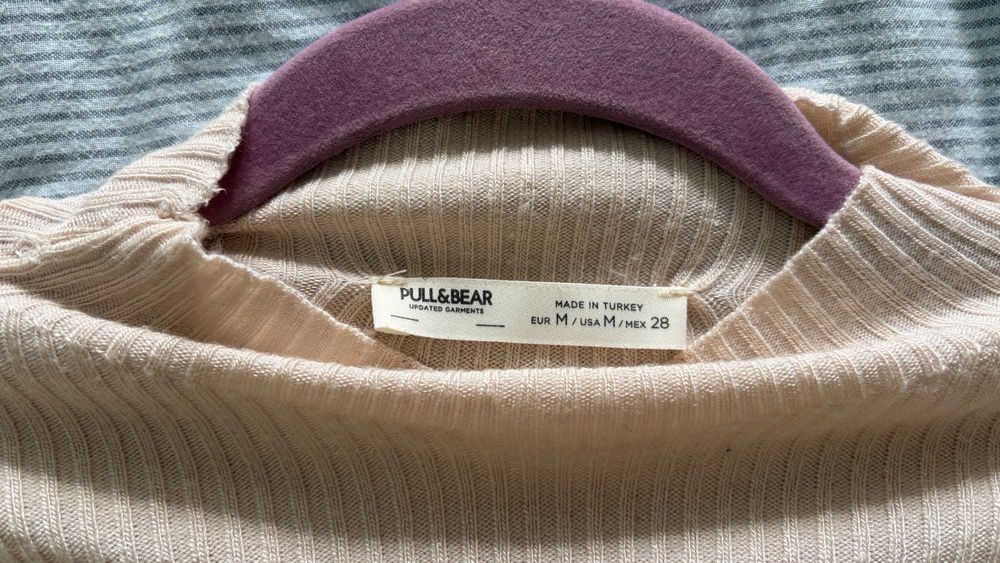 PULL&BEAR
UPDATED GARMENTS
MADE IN TURKEY
EUR M / USA M / MEX 28